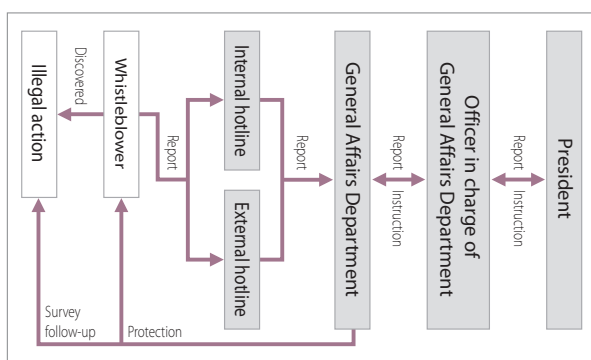 Illegal action
Discovered
Whistleblower
Report
Internal hotline
External hotline
Report
General Affairs Department
Report
Instruction
Officer in charge of
General Affairs Department
Report
Instruction
President
Survey
follow-up
Protection